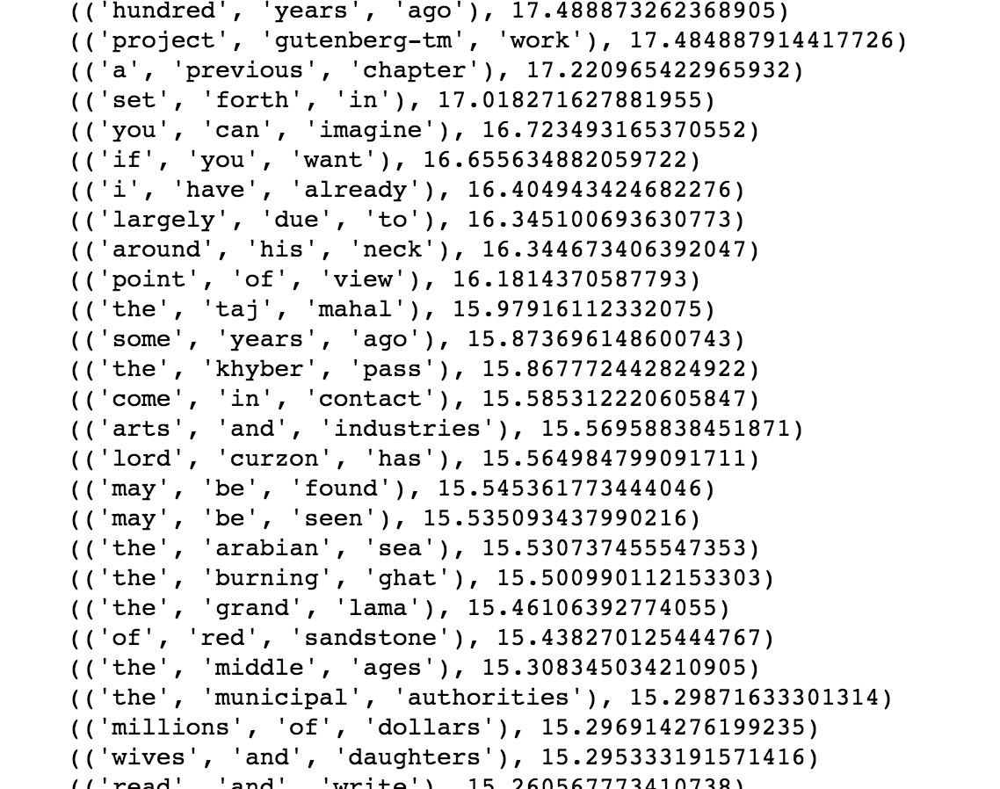 (('hundred', 'years', 'ago'), 17.488873262368905)
(('project', 'gutenberg-tm', 'work'), 17.484887914417726)
(('a', 'previous', 'chapter'), 17.220965422965932)
(('set', 'forth', 'in'), 17.018271627881955)
(('you', 'can', 'imagine'), 16.723493165370552)
(('if', 'you', 'want'), 16.655634882059722)
(('i', 'have', 'already'), 16.404943424682276)
(('largely', 'due', 'to'), 16.345100693630773)
(('around', 'his', 'neck'), 16.344673406392047)
(('point', 'of', 'view'), 16.1814370587793)
(('the', 'taj', 'mahal'), 15.97916112332075)
(('some', 'years', 'ago'), 15.873696148600743)
(('the', 'khyber', 'pass'), 15.867772442824922)
(('come', 'in', 'contact'), 15.585312220605847)
(('arts', 'and', 'industries'), 15.56958838451871)
(('lord', 'curzon', 'has'), 15.564984799091711)
(('may', 'be', 'found'), 15.545361773444046)
(('may', 'be', 'seen'), 15.535093437990216)
(('the', 'arabian', 'sea'), 15.530737455547353)
(('the', 'burning', 'ghat'), 15.500990112153303)
(('the', 'grand', 'lama'), 15.46106392774055)
(('of', 'red', 'sandstone'), 15.438270125444767)
(('the', 'middle', 'ages'), 15.308345034210905)
(('the', 'municipal', 'authorities'), 15.29871633301314)
(('millions', 'of', 'dollars'), 15.296914276199235)
(('wives', 'and', 'daughters'), 15.295333191571416)
(('read', 'and', 'write'), 15.260567773410738)